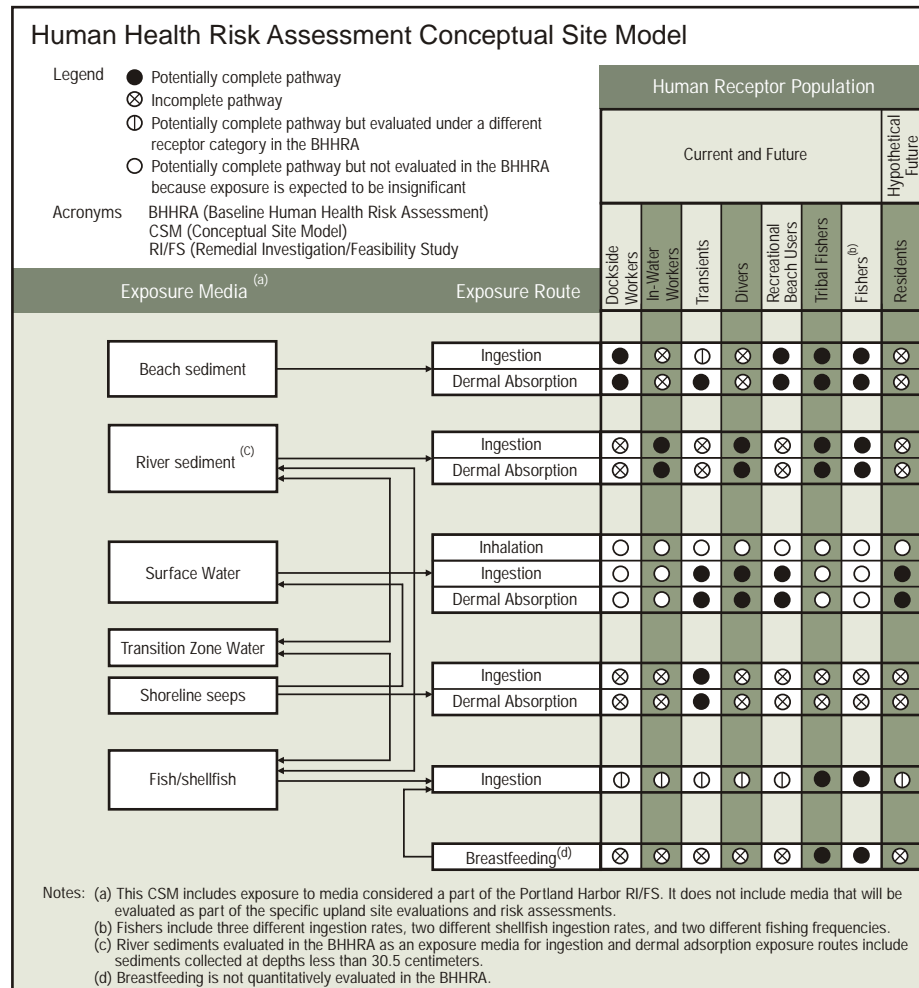 Human Health Risk Assessment Conceptual Site Model
Legend
Potentially complete pathway
Incomplete pathway
Potentially complete pathway but evaluated under a different
receptor category in the BHHRA
Potentially complete pathway but not evaluated in the BHHRA
because exposure is expected to be insignificant
Acronyms
BHHRA (Baseline Human Health Risk Assessment)
CSM (Conceptual Site Model)
RI/FS (Remedial Investigation/Feasibility Study
Human Receptor Population
Current and Future
Hypothetical
Future
Dockside
Workers
In-Water
Workers
Transients
Divers
Recreational
Beach Users
Tribal Fishers
Fishers (b)
Residents
Exposure Media (a)
Exposure Route
Beach sediment
Ingestion
Dermal Absorption
River sediment (C)
Ingestion
Dermal Absorption
Surface Water
Inhalation
Ingestion
Dermal Absorption
Transition Zone Water
Shoreline seeps
Ingestion
Dermal Absorption
Fish/shellfish
Ingestion
Breastfeeding(d)
Notes: (a) This CSM includes exposure to media considered a part of the Portland Harbor RI/FS. It does not include media that will be
evaluated as part of the specific upland site evaluations and risk assessments.
(b) Fishers include three different ingestion rates, two different shellfish ingestion rates, and two different fishing frequencies.
(c) River sediments evaluated in the BHHRA as an exposure media for ingestion and dermal adsorption exposure routes include
sediments collected at depths less than 30.5 centimeters.
(d) Breastfeeding is not quantitatively evaluated in the BHHRA.